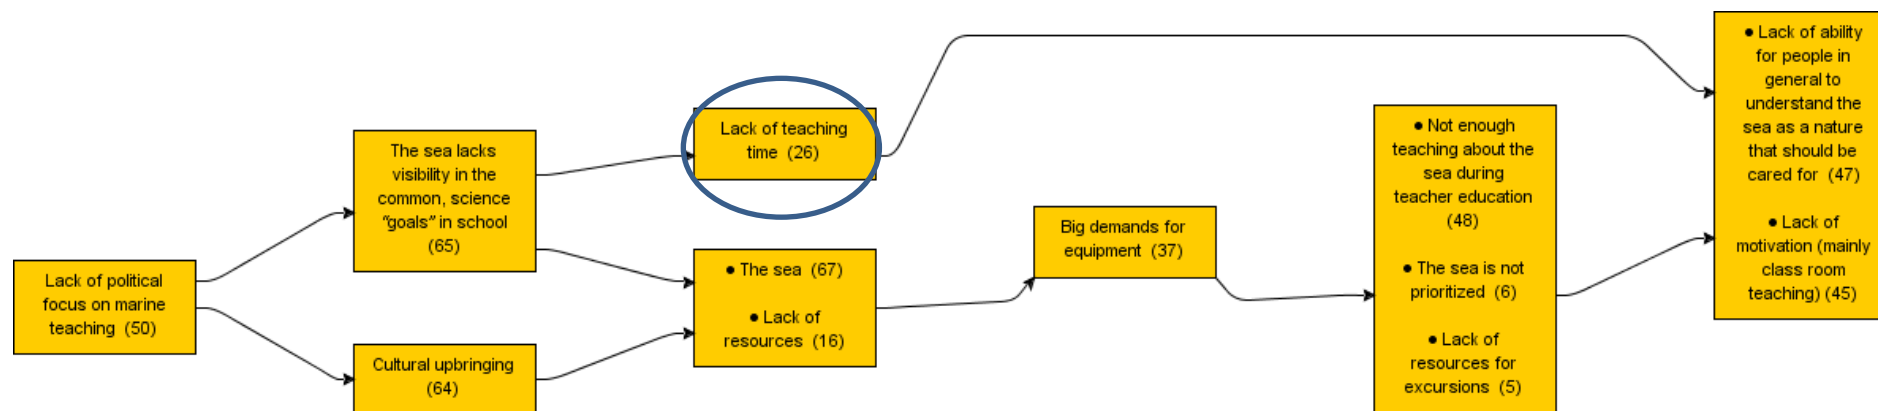 Lack of political
focus on marine
teaching (50)
The sea lacks
visibility in the
common, science
"goals" in school
(65)
Cultural upbringing
(64)
Lack of teaching
time (26)
● The sea (67)
● Lack of
resources (16)
Big demands for
equipment (37)
● Not enough
teaching about the
sea during
teacher education
(48)
● The sea is not
prioritized (6)
● Lack of
resources for
excursions (5)
● Lack of ability
for people in
general to
understand the
sea as a nature
that should be
cared for (47)
● Lack of
motivation (mainly
class room
teaching) (45)